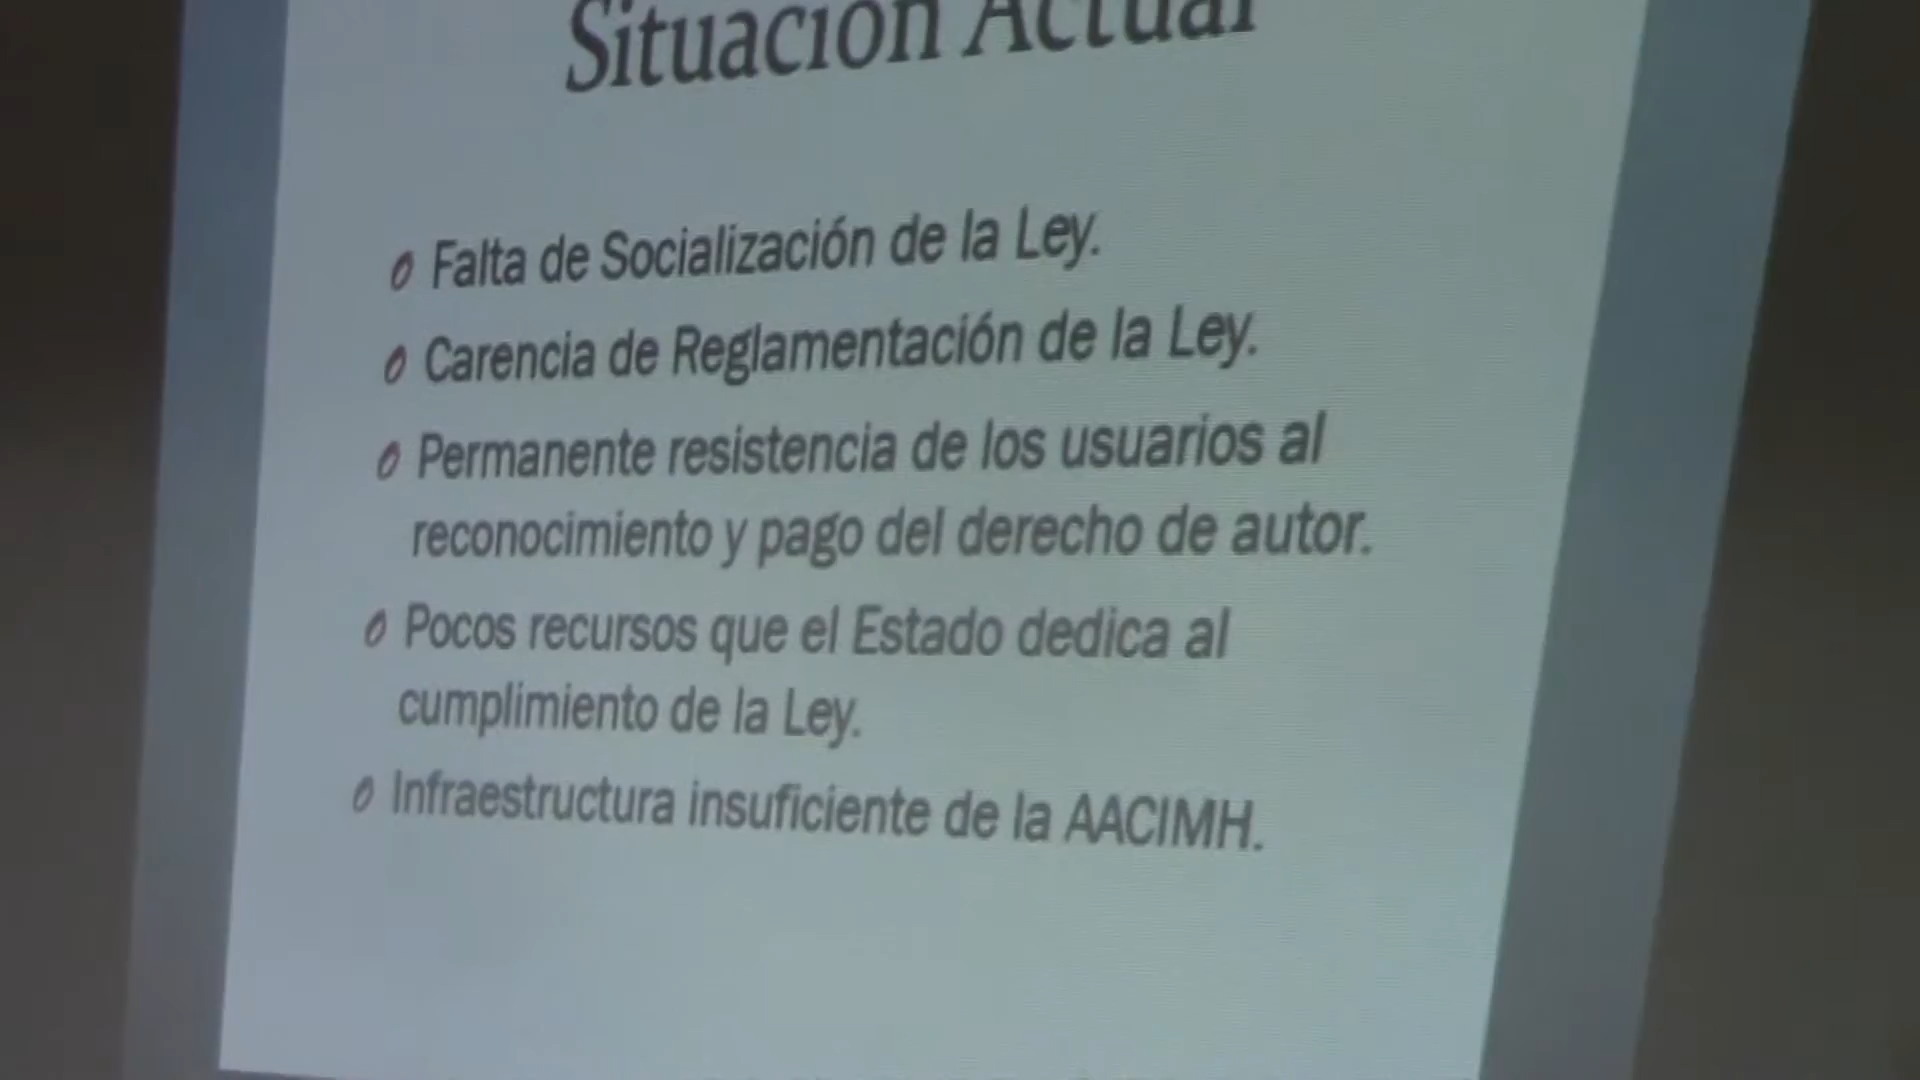 Situación Actual
Falta de Socialización de la Ley.
Carencia de Reglamentación de la Ley.
Permanente resistencia de los usuarios al
reconocimiento y pago del derecho de autor.
Pocos recursos que el Estado dedica al
cumplimiento de la Ley.
Infraestructura insuficiente de la AACIMH.